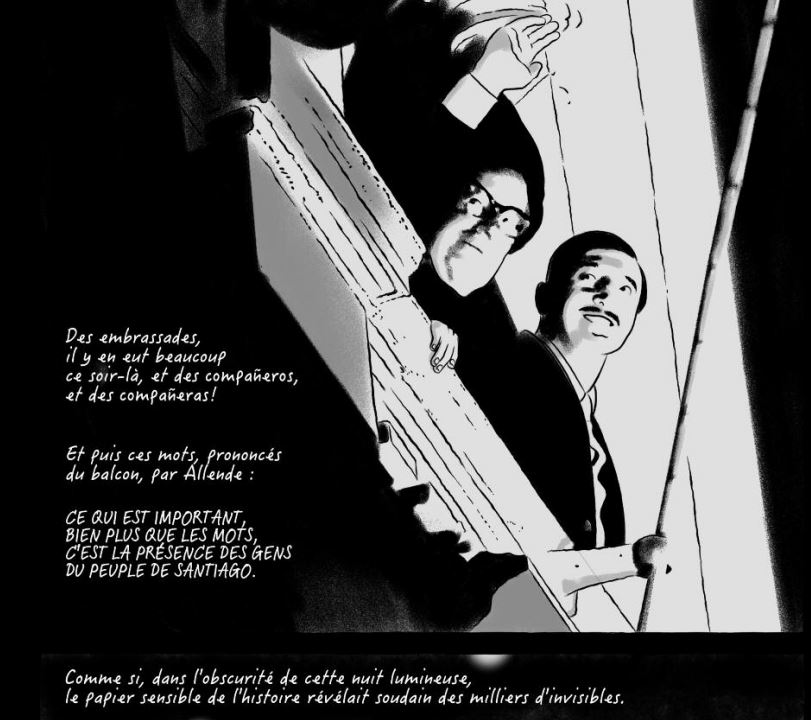 Des embrassades,
il y en eut beaucoup
ce soir-là, et des compañeros,
et des compañeras!
Et puis ces mots, prononcés
du balcon, par Allende :
CE QUI EST IMPORTANT,
BIEN PLUS QUE LES MOTS,
C'EST LA PRÉSENCE DES GENS
DU PEUPLE DE SANTIAGO.
Comme si, dans l'obscurité de cette nuit lumineuse,
le papier sensible de l'histoire révélait soudain des milliers d'invisibles.